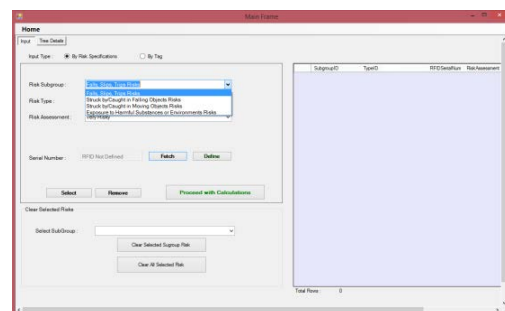 Main Frame
Home
Input Tree Details
Input Type : By Risk Specifications By Tag
SubgroupID TypeID RFIDSerialNum RiskAssessment
Risk Subgroup : Falls, Slips, Trips Risks
Falls, Slips, Trips Risks
Risk Type : Struck by/Caught in Falling Objects Risks
Struck by/Caught in Moving Objects Risks
Exposure to Harmful Substances or Environments Risks
Risk Assessment : Very Risky
Serial Number : RFID Not Defined Fetch Define
Select Remove Proceed with Calculations
Clear Selected Risks
Select SubGroup :
Clear Selected Sugroup Risk
Clear All Selected Risk
Total Rows : 0